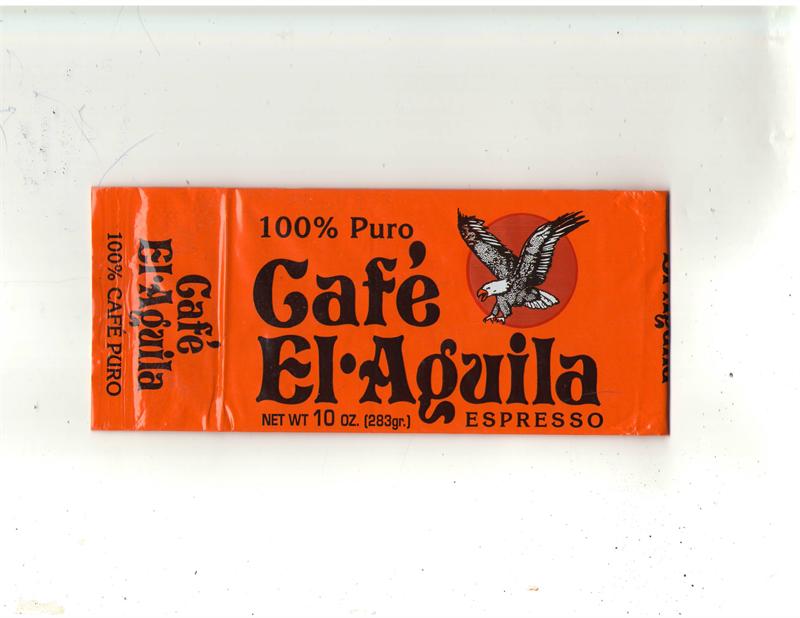 100% Puro
Café
El·Aguila
NET WT 10 OZ. (283gr.)
ESPRESSO
Café
El·Aguila
100% CAFÉ PURO